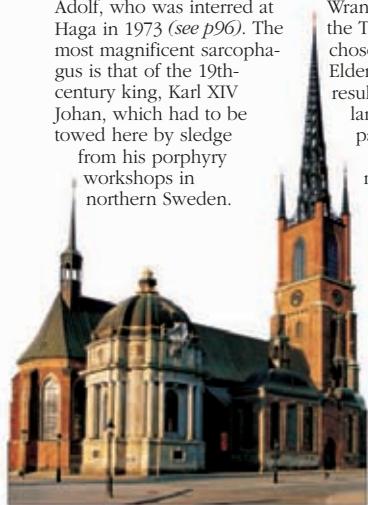 Adolf, who was interred at
Haga in 1973 (see p96). The
most magnificent sarcopha-
gus is that of the 19th-
century king, Karl XIV
Johan, which had to be
towed here by sledge
from his porphyry
workshops in
northern Sweden.
Wran
the T
chose
Elder
resul
lar
pa